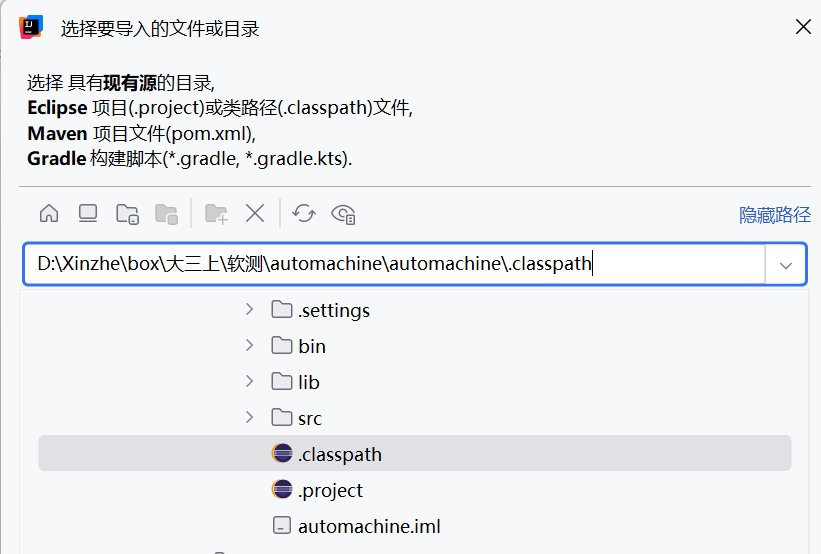 选择要导入的文件或目录
选择 具有现有源的目录,
Eclipse 项目(.project)或类路径(.classpath)文件,
Maven 项目文件(pom.xml),
Gradle 构建脚本(*.gradle, *.gradle.kts).
隐藏路径
D:\Xinzhe\box\大三上\软测\automachine\automachine\.classpath
.settings
bin
lib
src
.classpath
.project
automachine.iml